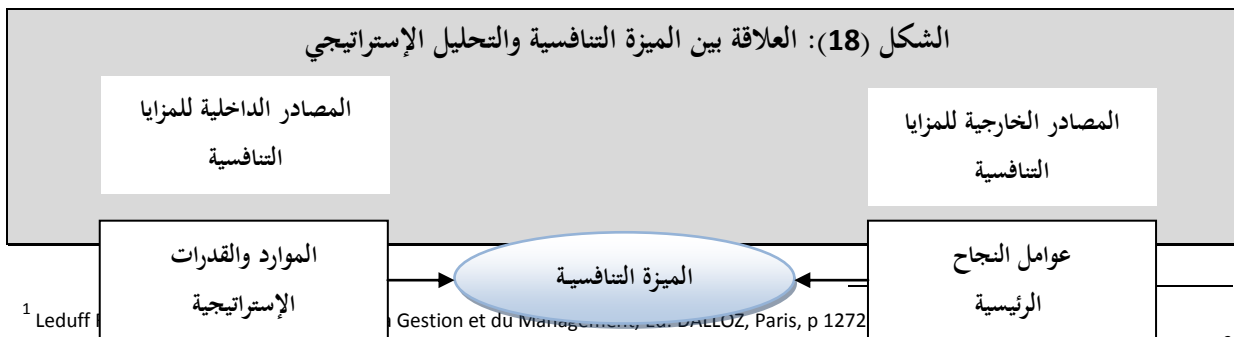 الشكل (18): العلاقة بين الميزة التنافسية والتحليل الإستراتيجي
المصادر الخارجية للمزايا
التنافسية
المصادر الداخلية للمزايا
التنافسية
عوامل النجاح
الرئيسية
الميزة التنافسية
الموارد والقدرات
الإستراتيجية
1 Leduff Gestion et du Management, Ed. DALLOZ, Paris, p 1272